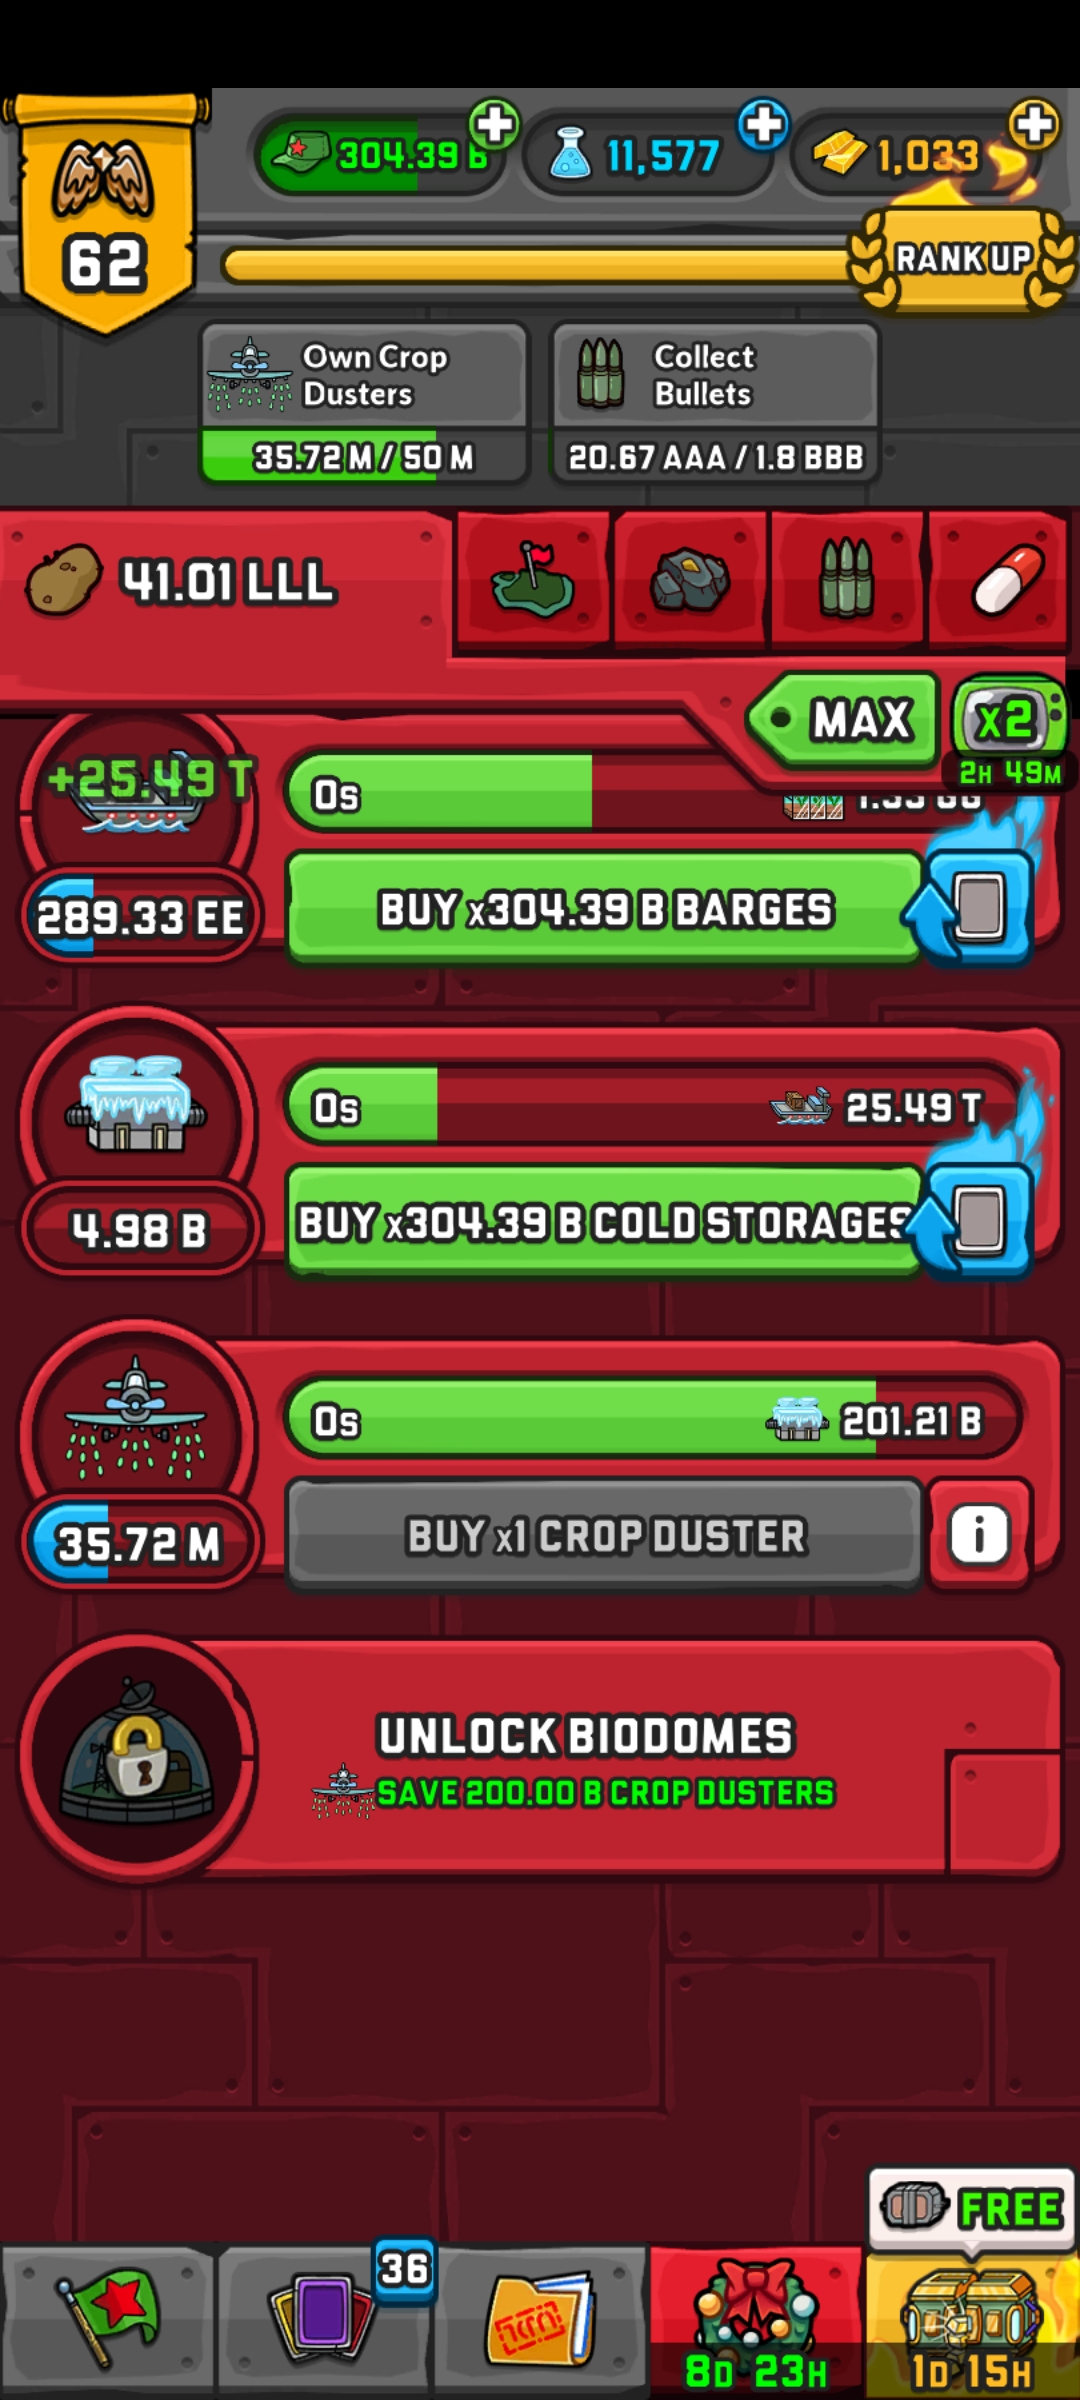 304.39 B
11,577
1,033
62
RANK UP
Own Crop
Dusters
35.72 M / 50 M
Collect
Bullets
20.67 AAA / 1.8 BBB
41.01 LLL
MAX
x2
2H 49M
+25.49 T
0s
289.33 EE
BUY x304.39 B BARGES
0s
25.49 T
4.98 B
BUY x304.39 B COLD STORAGES
0s
201.21 B
35.72 M
BUY x1 CROP DUSTER
i
UNLOCK BIODOMES
SAVE 200.00 B CROP DUSTERS
FREE
36
8D 23H
1D 15H